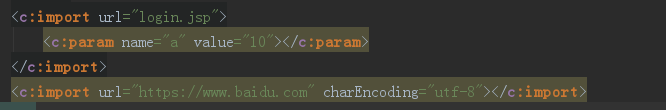 <c:import url="login.jsp">
<c:param name="a" value="10"></c:param>
</c:import>
<c:import url="https://www.baidu.com" charEncoding="utf-8"></c:import>